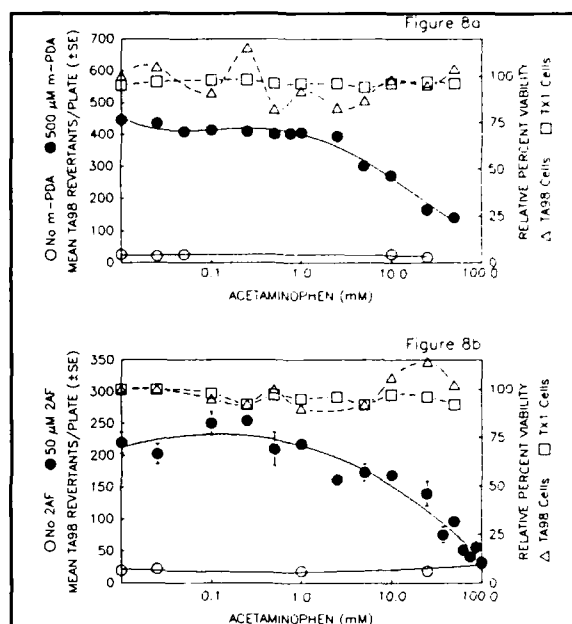 Figure 8a
○ No m-PDA ● 500 μM m-PDA
MEAN TA98 REVERTANTS/PLATE (±SE)
700
600
500
400
300
200
100
0
0.1
1.0
10.0
100.0
ACETAMINOPHEN (mM)
100
75
50
25
0
RELATIVE PERCENT VIABILITY
△ TA98 Cells □ TX1 Cells
Figure 8b
○ No 2AF ● 50 μM 2AF
MEAN TA98 REVERTANTS/PLATE (±SE)
350
300
250
200
150
100
50
0
0.1
1.0
10.0
100.0
ACETAMINOPHEN (mM)
109
75
50
25
0
RELATIVE PERCENT VIABILITY
△ TA98 Cells □ TX1 Cells